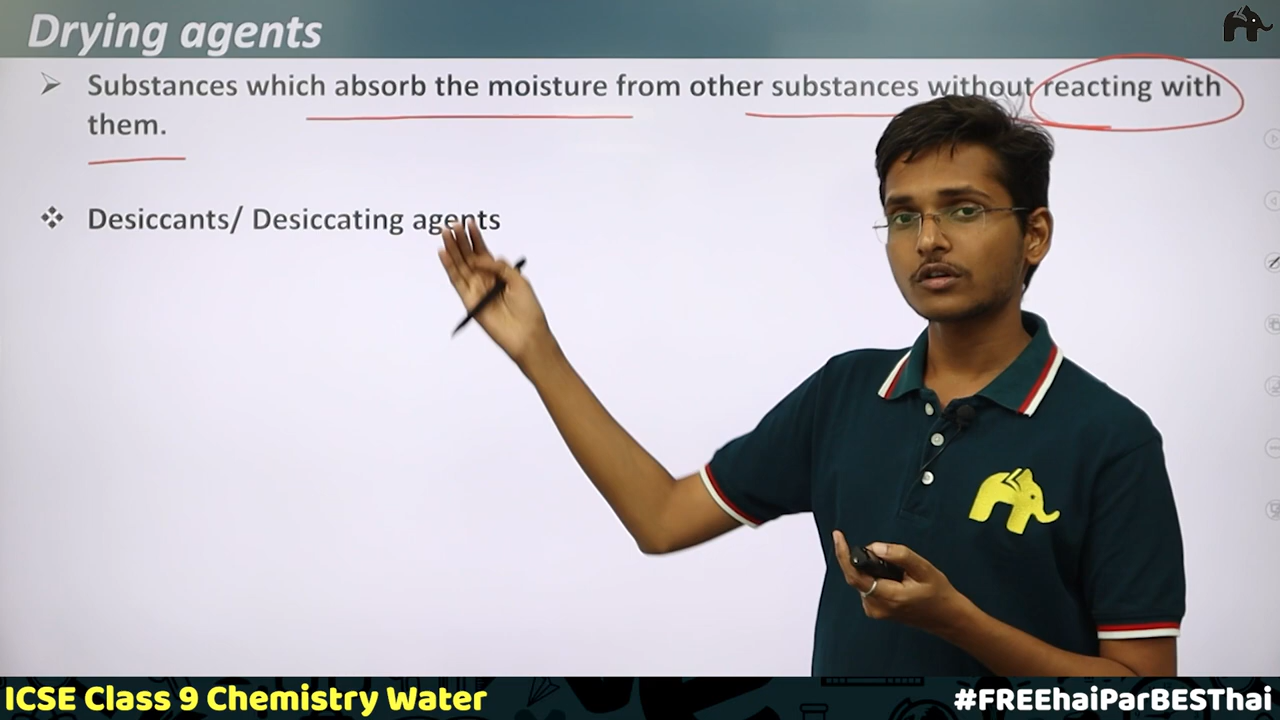 Drying agents
Substances which absorb the moisture from other substances without reacting with
them.
Desiccants/ Desiccating agents
ICSE Class 9 Chemistry Water
#FREEhaiParBESThai